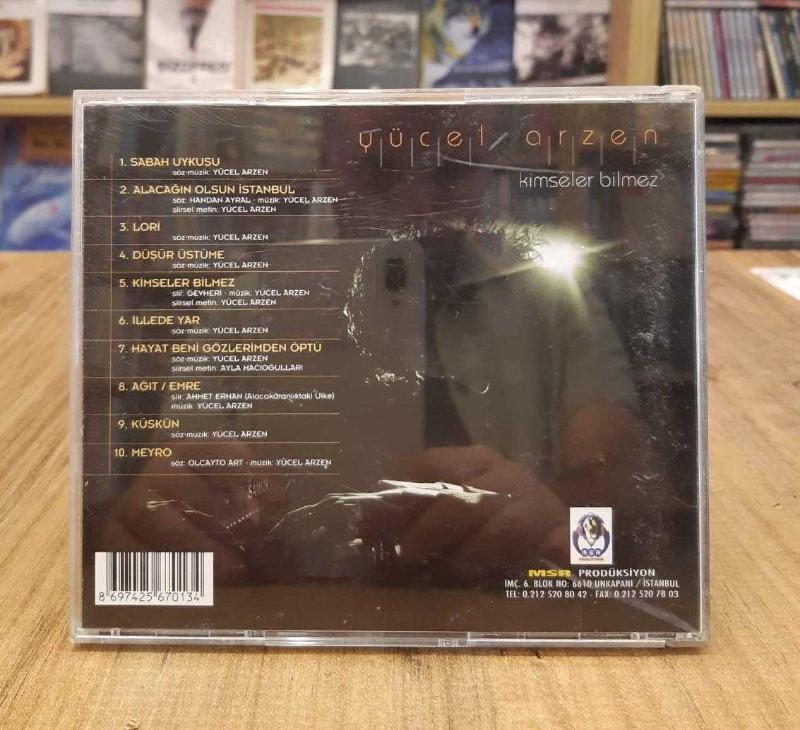 yücel arzen
kimseler bilmez
1. SABAH UYKUSU
söz-müzik: YÜCEL ARZEN
2. ALACAĞIN OLSUN İSTANBUL
söz: HANDAN AYRAL - müzik: YÜCEL ARZEN
şiirsel metin: YÜCEL ARZEN
3. LORİ
söz-müzik: YÜCEL ARZEN
4. DÜŞÜR ÜSTÜME
söz-müzik: YÜCEL ARZEN
5. KİMSELER BİLMEZ
şiir: GEVHERİ - müzik: YÜCEL ARZEN
şiirsel metin: YÜCEL ARZEN
6. İLLEDE YAR
söz-müzik: YÜCEL ARZEN
7. HAYAT BENİ GÖZLERİMDEN ÖPTÜ
söz-müzik: YÜCEL ARZEN
şiirsel metin: AYLA HACIOĞULLARI
8. AĞIT / EMRE
şiir: AHMET ERHAN (Alacakaranlıktaki Ülke)
müzik: YÜCEL ARZEN
9. KÜSKÜN
söz-müzik: YÜCEL ARZEN
10. MEYRO
söz: OLCAYTO ART - müzik: YÜCEL ARZEN
8 697425 670134
MSR PRODÜKSİYON
İMÇ. 6. BLOK NO: 6610 UNKAPANI / İSTANBUL
TEL: 0.212 520 80 42 - FAX: 0.212 520 78 03